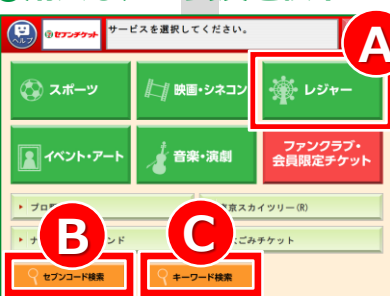 ヘルプ
セブンチケット
サービスを選択してください。
A
スポーツ
映画・シネコン
レジャー
イベント・アート
音楽・演劇
ファンクラブ・
会員限定チケット
プロ
京スカイツリー(R)
ンド
ごみチケット
B
C
セブンコード検索
キーワード検索